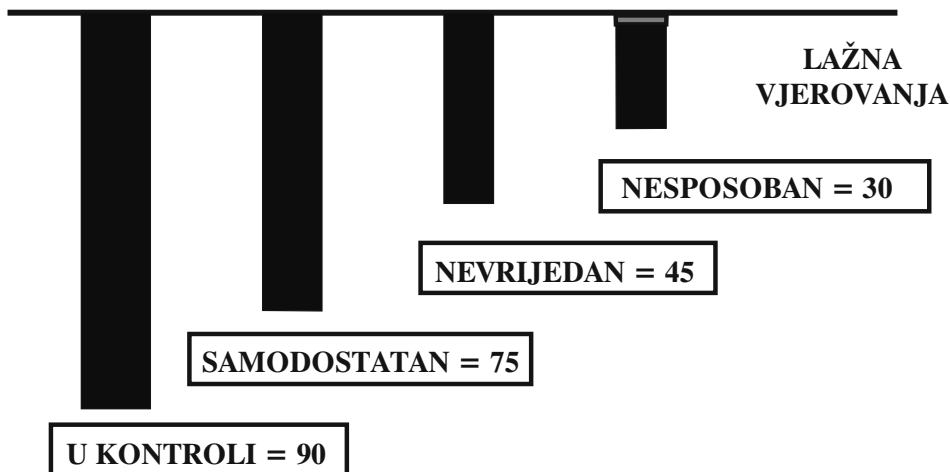 LAŽNA
VJEROVANJA
NESPOSOBAN = 30
NEVRIJEDAN = 45
SAMODOSTATAN = 75
U KONTROLI = 90